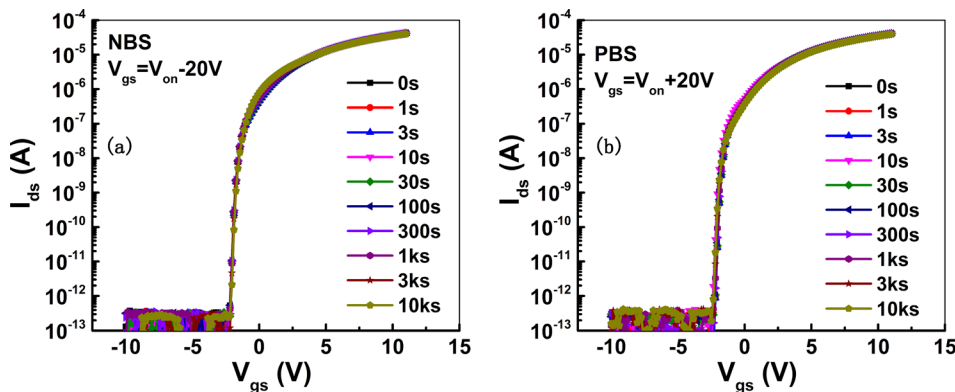 NBS
V_gs=V_on-20V
(a)
0s
1s
3s
10s
30s
100s
300s
1ks
3ks
10ks
I_ds (A)
10^-4
10^-5
10^-6
10^-7
10^-8
10^-9
10^-10
10^-11
10^-12
10^-13
-10
-5
0
5
10
15
V_gs (V)
PBS
V_gs=V_on+20V
(b)
0s
1s
3s
10s
30s
100s
300s
1ks
3ks
10ks
I_ds (A)
10^-4
10^-5
10^-6
10^-7
10^-8
10^-9
10^-10
10^-11
10^-12
10^-13
-10
-5
0
5
10
15
V_gs (V)